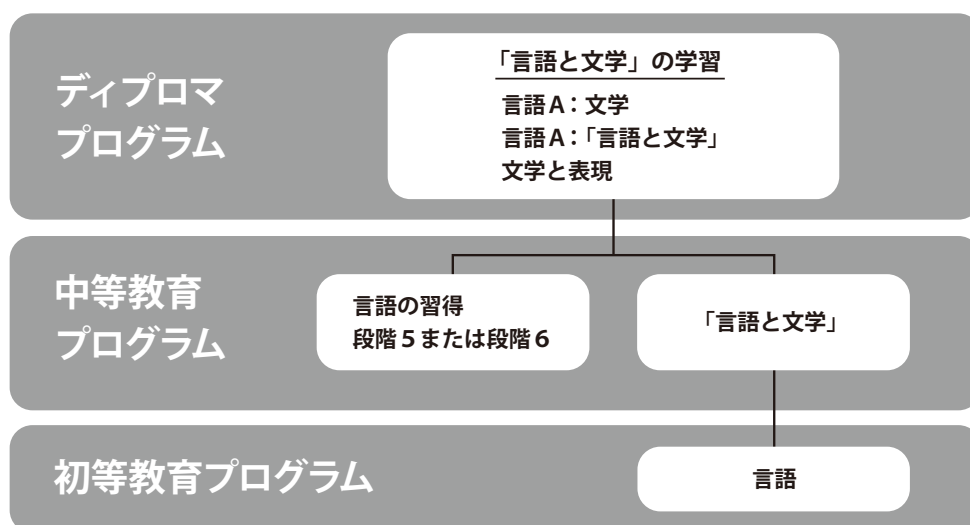 ディプロマ
プログラム
「言語と文学」の学習
言語A:文学
言語A:「言語と文学」
文学と表現
中等教育
プログラム
言語の習得
段階5または段階6
「言語と文学」
初等教育プログラム
言語